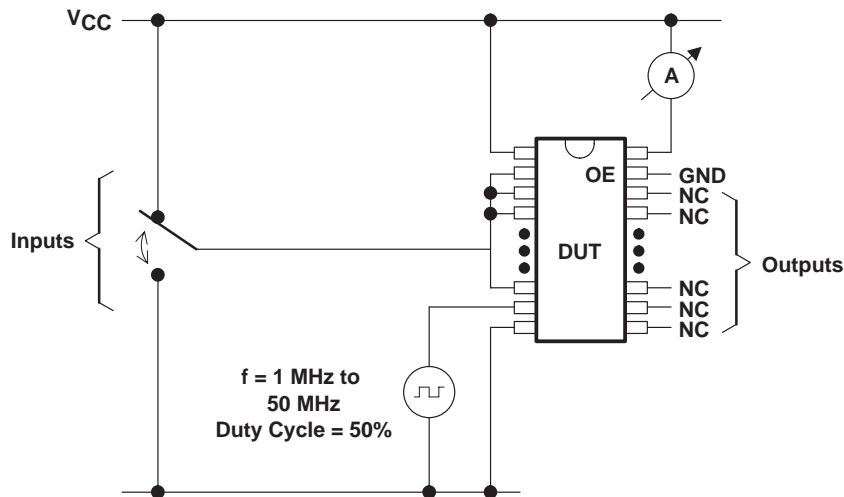 VCC
A
OE
GND
NC
NC
Inputs
DUT
Outputs
NC
NC
NC
f = 1 MHz to
50 MHz
Duty Cycle = 50%